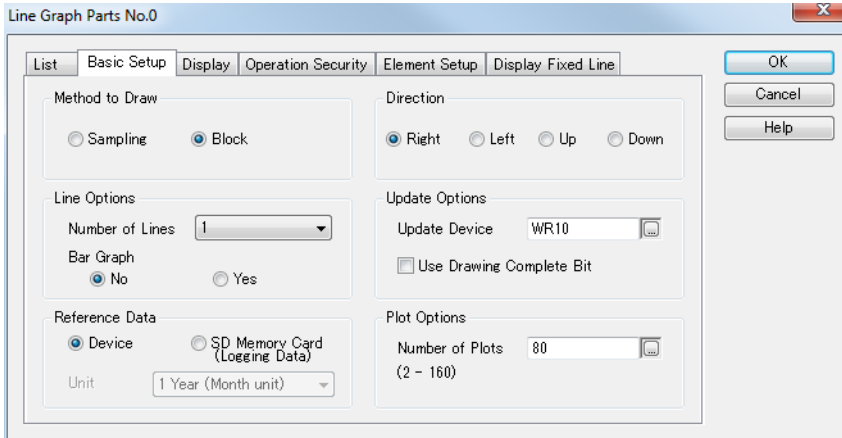 Line Graph Parts No.0
List Basic Setup Display Operation Security Element Setup Display Fixed Line
OK
Cancel
Help
Method to Draw
Sampling Block
Direction
Right Left Up Down
Line Options
Number of Lines 1
Bar Graph
No Yes
Update Options
Update Device WR10
Use Drawing Complete Bit
Reference Data
Device SD Memory Card
(Logging Data)
Unit 1 Year (Month unit)
Plot Options
Number of Plots 80
(2 - 160)